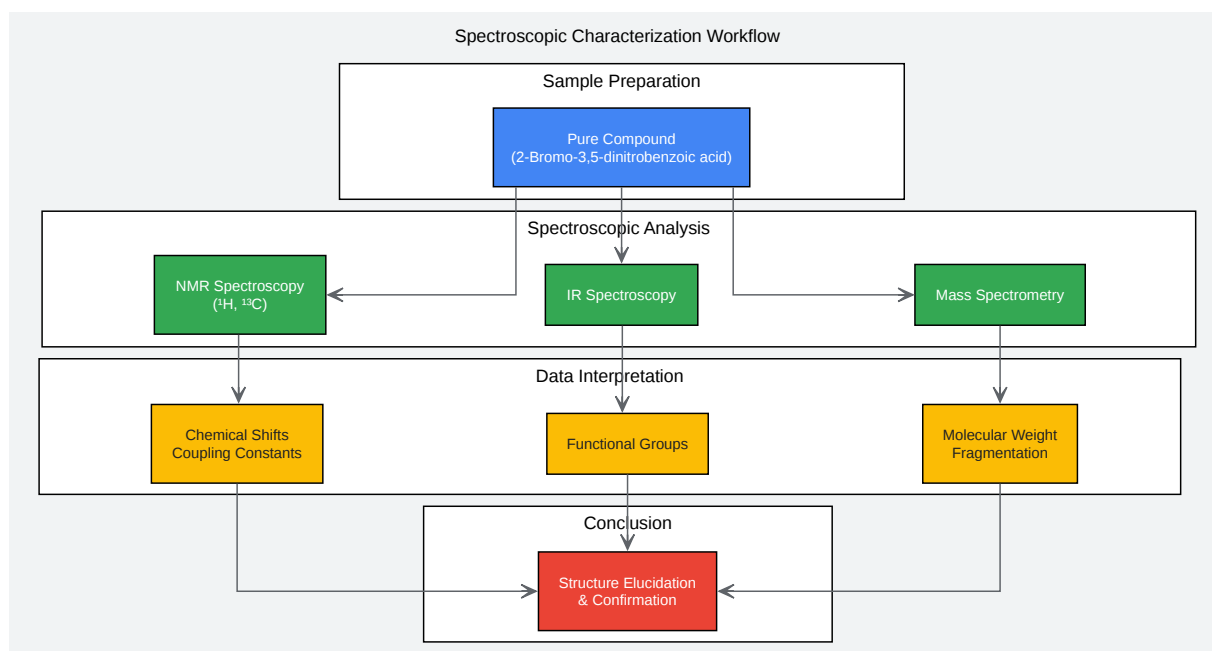 Spectroscopic Characterization Workflow
Sample Preparation
Pure Compound
(2-Bromo-3,5-dinitrobenzoic acid)
Spectroscopic Analysis
NMR Spectroscopy
(¹H, ¹³C)
IR Spectroscopy
Mass Spectrometry
Data Interpretation
Chemical Shifts
Coupling Constants
Functional Groups
Molecular Weight
Fragmentation
Conclusion
Structure Elucidation
& Confirmation